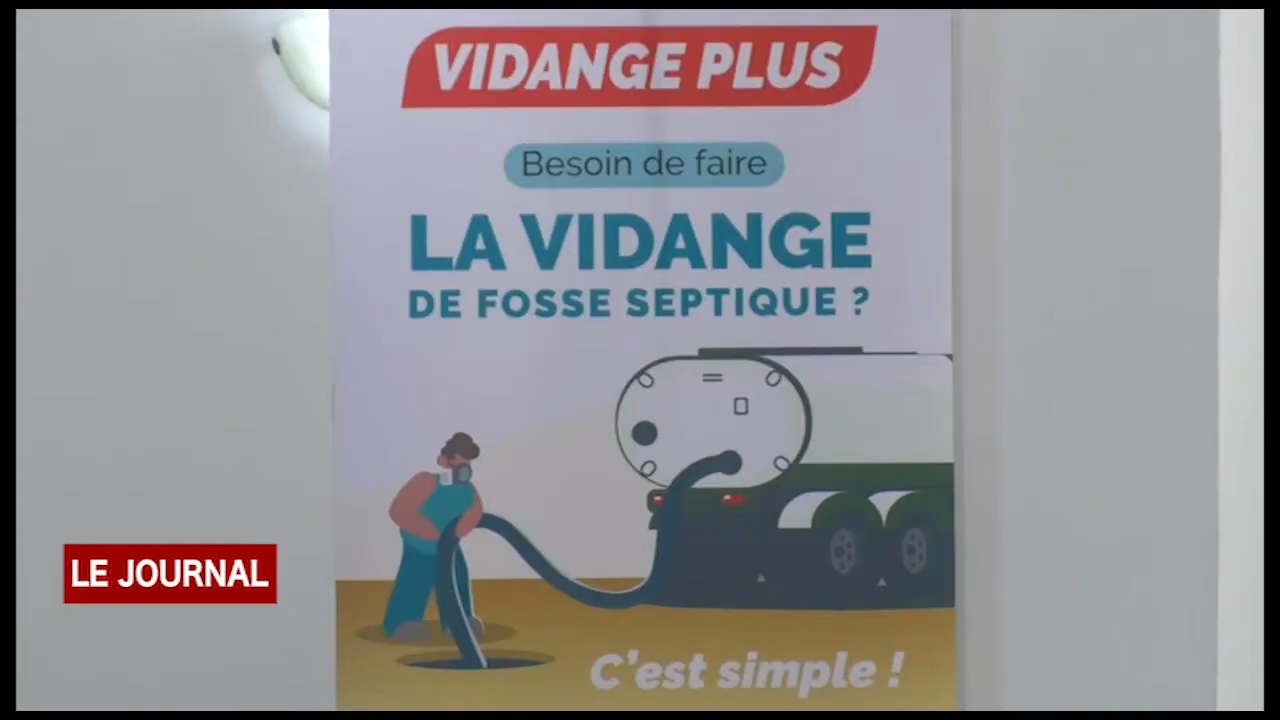 VIDANGE PLUS
Besoin de faire
LA VIDANGE
DE FOSSE SEPTIQUE ?
LE JOURNAL
C'est simple !